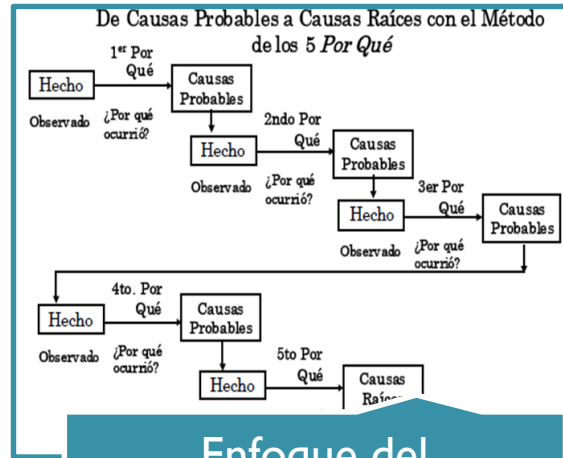 De Causas Probables a Causas Raíces con el Método
de los 5 Por Qué
1er Por
Qué
Hecho
Causas
Probables
Observado
¿Por qué
ocurrió?
2ndo Por
Qué
Hecho
Causas
Probables
Observado
¿Por qué
ocurrió?
3er Por
Qué
Hecho
Causas
Probables
Observado
¿Por qué
ocurrió?
4to. Por
Qué
Hecho
Causas
Probables
Observado
¿Por qué
ocurrió?
5to Por
Qué
Hecho
Causas
Raíces
Enfoque del